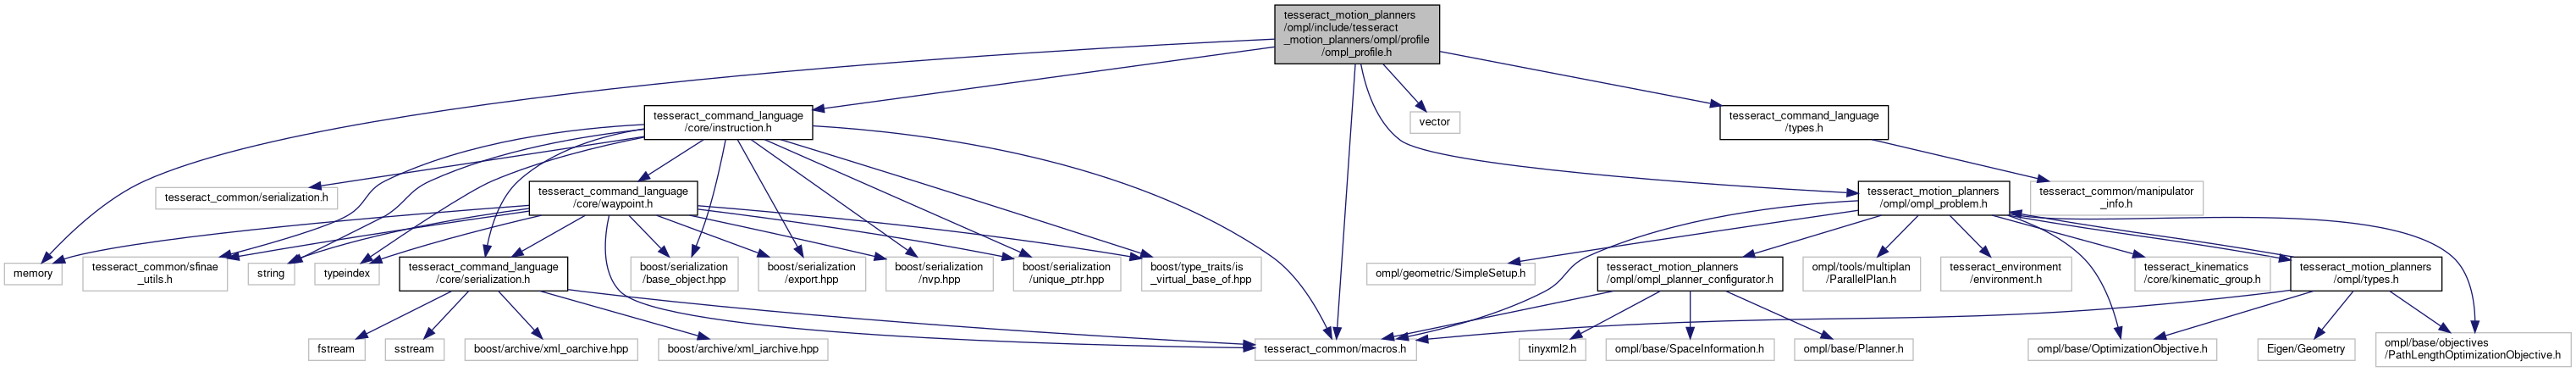 tesseract_motion_planners
/ompl/include/tesseract
_motion_planners/ompl/profile
/ompl_profile.h
tesseract_command_language
/core/instruction.h
vector
tesseract_command_language
/types.h
tesseract_common/serialization.h
tesseract_command_language
/core/waypoint.h
tesseract_motion_planners
/ompl/ompl_problem.h
tesseract_common/manipulator
_info.h
memory
tesseract_common/sfinae
_utils.h
string
typeindex
tesseract_command_language
/core/serialization.h
boost/serialization
/base_object.hpp
boost/serialization
/export.hpp
boost/serialization
/nvp.hpp
boost/serialization
/unique_ptr.hpp
boost/type_traits/is
_virtual_base_of.hpp
ompl/geometric/SimpleSetup.h
tesseract_motion_planners
/ompl/ompl_planner_configurator.h
ompl/tools/multiplan
/ParallelPlan.h
tesseract_environment
/environment.h
tesseract_kinematics
/core/kinematic_group.h
tesseract_motion_planners
/ompl/types.h
fstream
sstream
boost/archive/xml_oarchive.hpp
boost/archive/xml_iarchive.hpp
tesseract_common/macros.h
tinyxml2.h
ompl/base/SpaceInformation.h
ompl/base/Planner.h
ompl/base/OptimizationObjective.h
Eigen/Geometry
ompl/base/objectives
/PathLengthOptimizationObjective.h